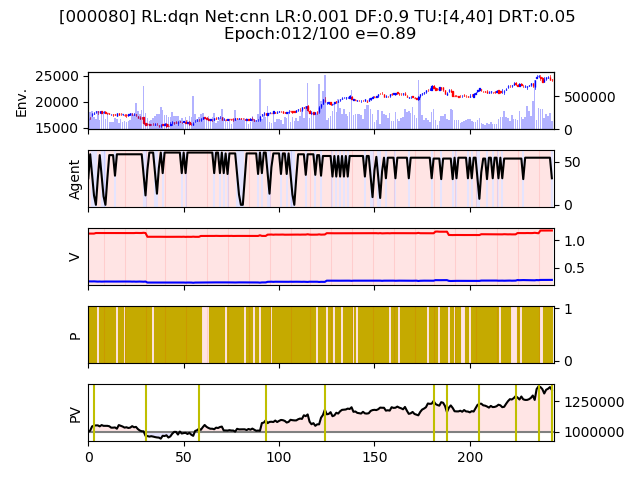 [000080] RL:dqn Net:cnn LR:0.001 DF:0.9 TU:[4,40] DRT:0.05
Epoch:012/100 e=0.89
Env.
25000
20000
15000
500000
0
Agent
50
0
V
1.0
0.5
P
1
0
PV
1250000
1000000
0 50 100 150 200